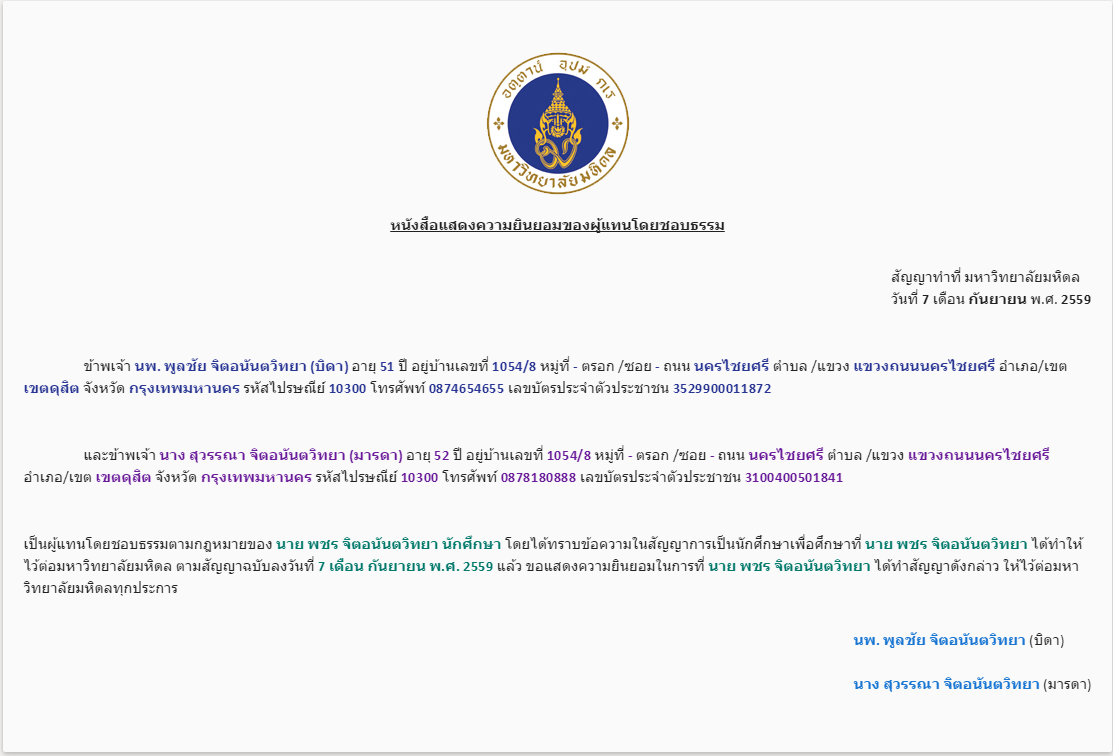 อตฺตานํ อุปมํ กเร
มหาวิทยาลัยมหิดล
หนังสือแสดงความยินยอมของผู้แทนโดยชอบธรรม
สัญญาทำที่ มหาวิทยาลัยมหิดล
วันที่ 7 เดือน กันยายน พ.ศ. 2559
ข้าพเจ้า นพ. พูลชัย จิตอนันตวิทยา (บิดา) อายุ 51 ปี อยู่บ้านเลขที่ 1054/8 หมู่ที่ - ตรอก /ซอย - ถนน นครไชยศรี ตำบล /แขวง แขวงถนนนครไชยศรี อำเภอ/เขต
เขตดุสิต จังหวัด กรุงเทพมหานคร รหัสไปรษณีย์ 10300 โทรศัพท์ 0874654655 เลขบัตรประจำตัวประชาชน 3529900011872
และข้าพเจ้า นาง สุวรรณา จิตอนันตวิทยา (มารดา) อายุ 52 ปี อยู่บ้านเลขที่ 1054/8 หมู่ที่ - ตรอก /ซอย - ถนน นครไชยศรี ตำบล /แขวง แขวงถนนนครไชยศรี
อำเภอ/เขต เขตดุสิต จังหวัด กรุงเทพมหานคร รหัสไปรษณีย์ 10300 โทรศัพท์ 0878180888 เลขบัตรประจำตัวประชาชน 3100400501841
เป็นผู้แทนโดยชอบธรรมตามกฎหมายของ นาย พชร จิตอนันตวิทยา นักศึกษา โดยได้ทราบข้อความในสัญญาการเป็นนักศึกษาเพื่อศึกษาที่ นาย พชร จิตอนันตวิทยา ได้ทำให้
ไว้ต่อมหาวิทยาลัยมหิดล ตามสัญญาฉบับลงวันที่ 7 เดือน กันยายน พ.ศ. 2559 แล้ว ขอแสดงความยินยอมในการที่ นาย พชร จิตอนันตวิทยา ได้ทำสัญญาดังกล่าว ให้ไว้ต่อมหา
วิทยาลัยมหิดลทุกประการ
นพ. พูลชัย จิตอนันตวิทยา (บิดา)
นาง สุวรรณา จิตอนันตวิทยา (มารดา)